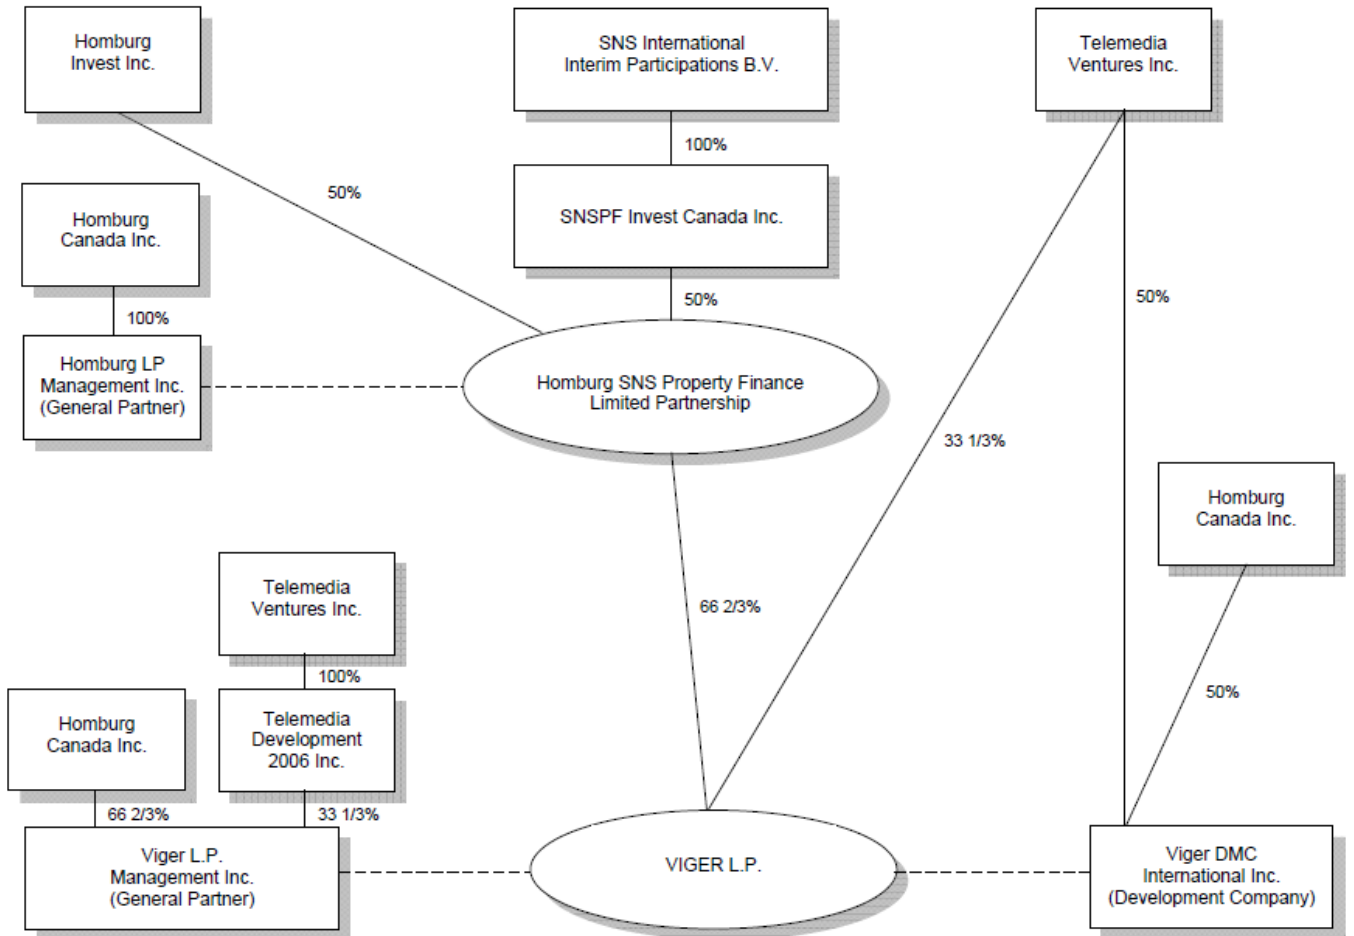 Homburg
Invest Inc.
SNS International
Interim Participations B.V.
Telemedia
Ventures Inc.
100%
50%
Homburg
Canada Inc.
SNSPF Invest Canada Inc.
50%
50%
100%
Homburg LP
Management Inc.
(General Partner)
Homburg SNS Property Finance
Limited Partnership
33 1/3%
Homburg
Canada Inc.
Telemedia
Ventures Inc.
66 2/3%
100%
50%
Homburg
Canada Inc.
Telemedia
Development
2006 Inc.
66 2/3%
33 1/3%
Viger L.P.
Management Inc.
(General Partner)
VIGER L.P.
Viger DMC
International Inc.
(Development Company)